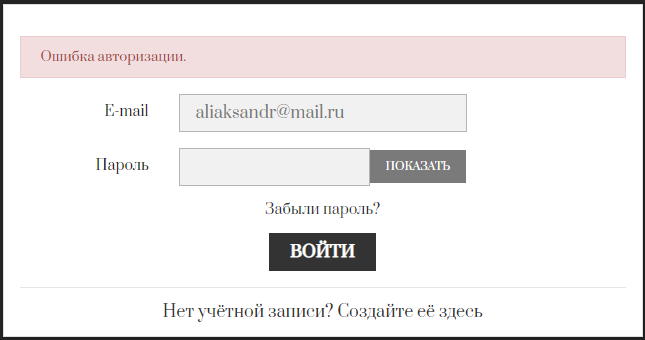 Ошибка авторизации.
E-mail aliaksandr@mail.ru
Пароль ПОКАЗАТЬ
Забыли пароль?
ВОЙТИ
Нет учётной записи? Создайте её здесь